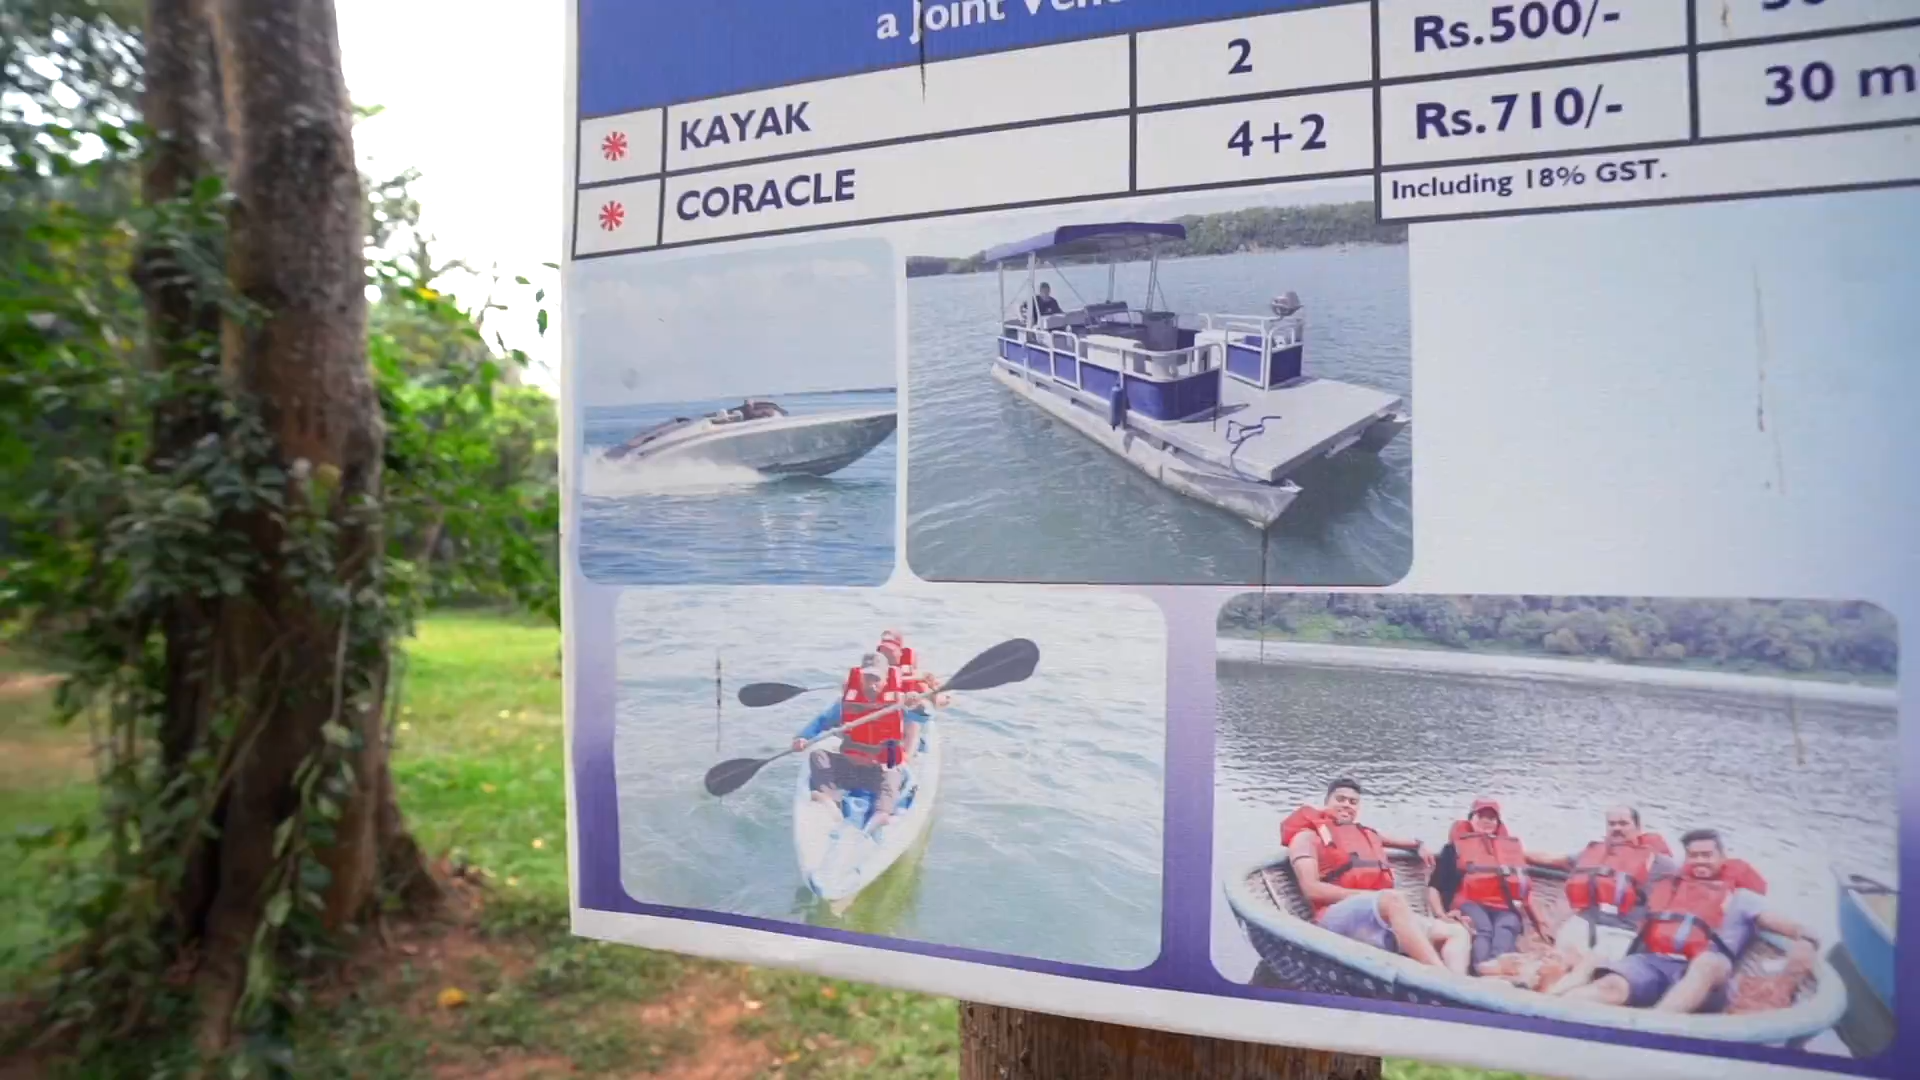 a Joint
KAYAK 2 Rs.500/-
CORACLE 4+2 Rs.710/- 30
Including 18% GST.